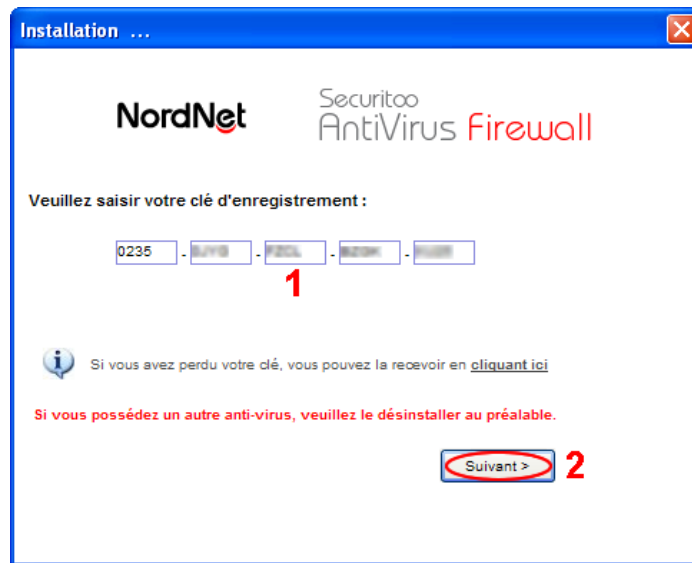 Installation ...
NordNet
Securitoo
AntiVirus Firewall
Veuillez saisir votre clé d'enregistrement :
0235 - - - -
1
Si vous avez perdu votre clé, vous pouvez la recevoir en cliquant ici
Si vous possédez un autre anti-virus, veuillez le désinstaller au préalable.
Suivant > 2